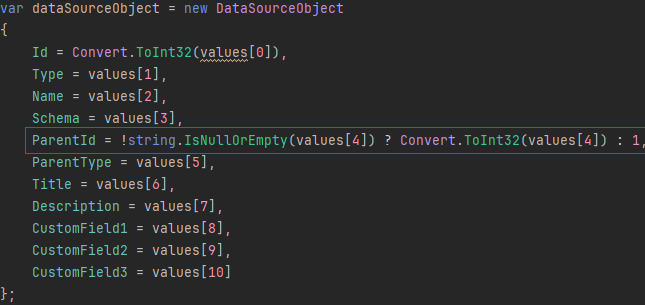 var dataSourceObject = new DataSourceObject
{
    Id = Convert.ToInt32(values[0]),
    Type = values[1],
    Name = values[2],
    Schema = values[3],
    ParentId = !string.IsNullOrEmpty(values[4]) ? Convert.ToInt32(values[4]) : 1,
    ParentType = values[5],
    Title = values[6],
    Description = values[7],
    CustomField1 = values[8],
    CustomField2 = values[9],
    CustomField3 = values[10]
};